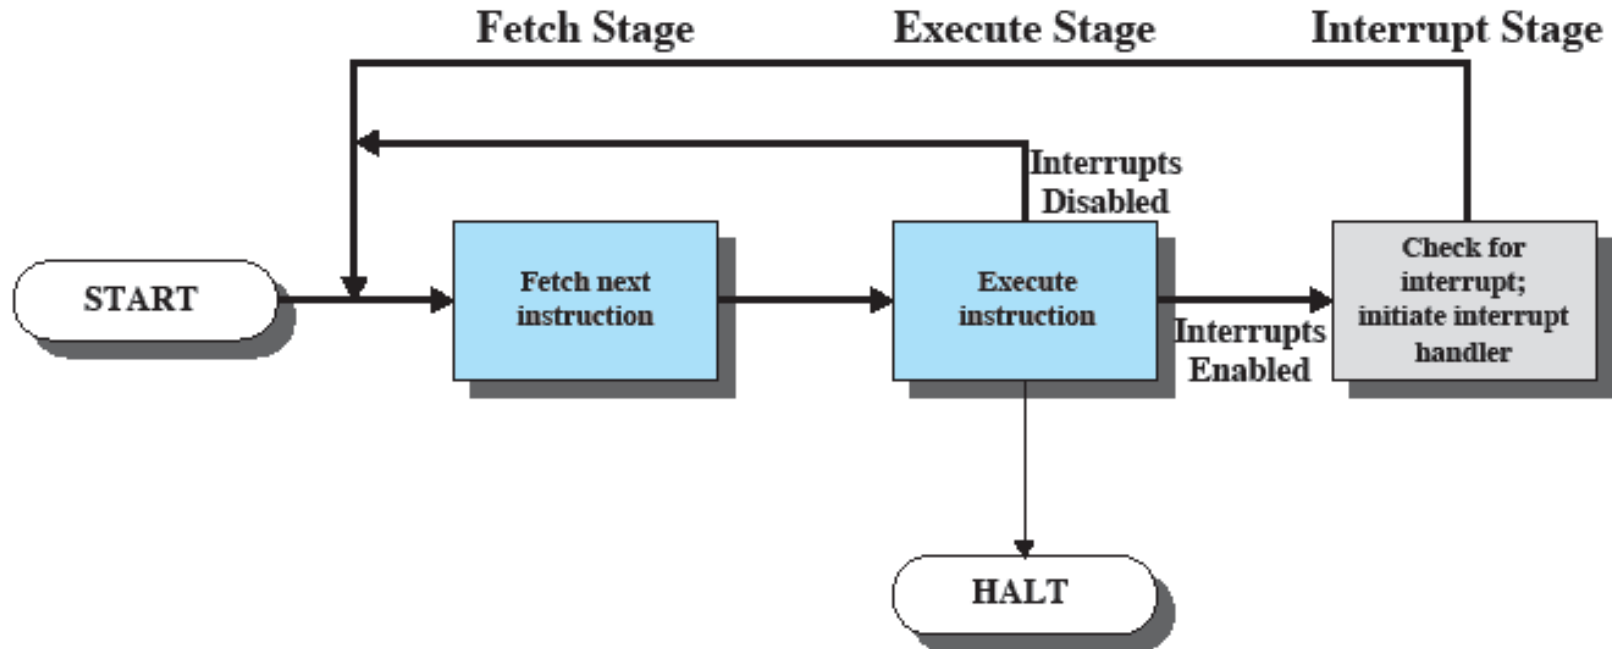 Fetch Stage
Execute Stage
Interrupt Stage
Interrupts
Disabled
START
Fetch next
instruction
Execute
instruction
Interrupts
Enabled
Check for
interrupt;
initiate interrupt
handler
HALT